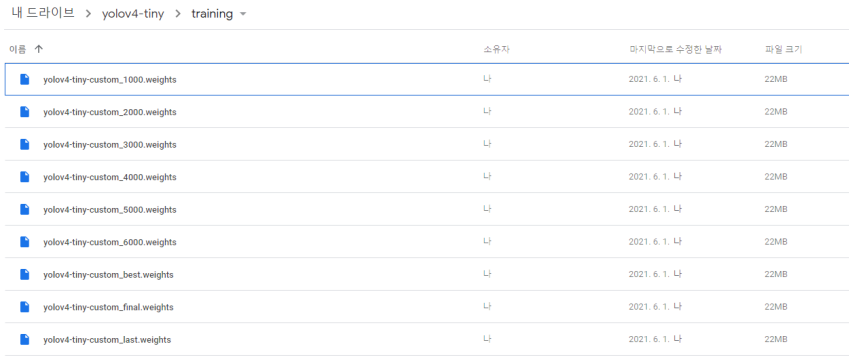 내 드라이브 > yolov4-tiny > training
이름 ↑ 소유자 마지막으로 수정한 날짜 파일 크기
yolov4-tiny-custom_1000.weights 나 2021. 6. 1. 나 22MB
yolov4-tiny-custom_2000.weights 나 2021. 6. 1. 나 22MB
yolov4-tiny-custom_3000.weights 나 2021. 6. 1. 나 22MB
yolov4-tiny-custom_4000.weights 나 2021. 6. 1. 나 22MB
yolov4-tiny-custom_5000.weights 나 2021. 6. 1. 나 22MB
yolov4-tiny-custom_6000.weights 나 2021. 6. 1. 나 22MB
yolov4-tiny-custom_best.weights 나 2021. 6. 1. 나 22MB
yolov4-tiny-custom_final.weights 나 2021. 6. 1. 나 22MB
yolov4-tiny-custom_last.weights 나 2021. 6. 1. 나 22MB